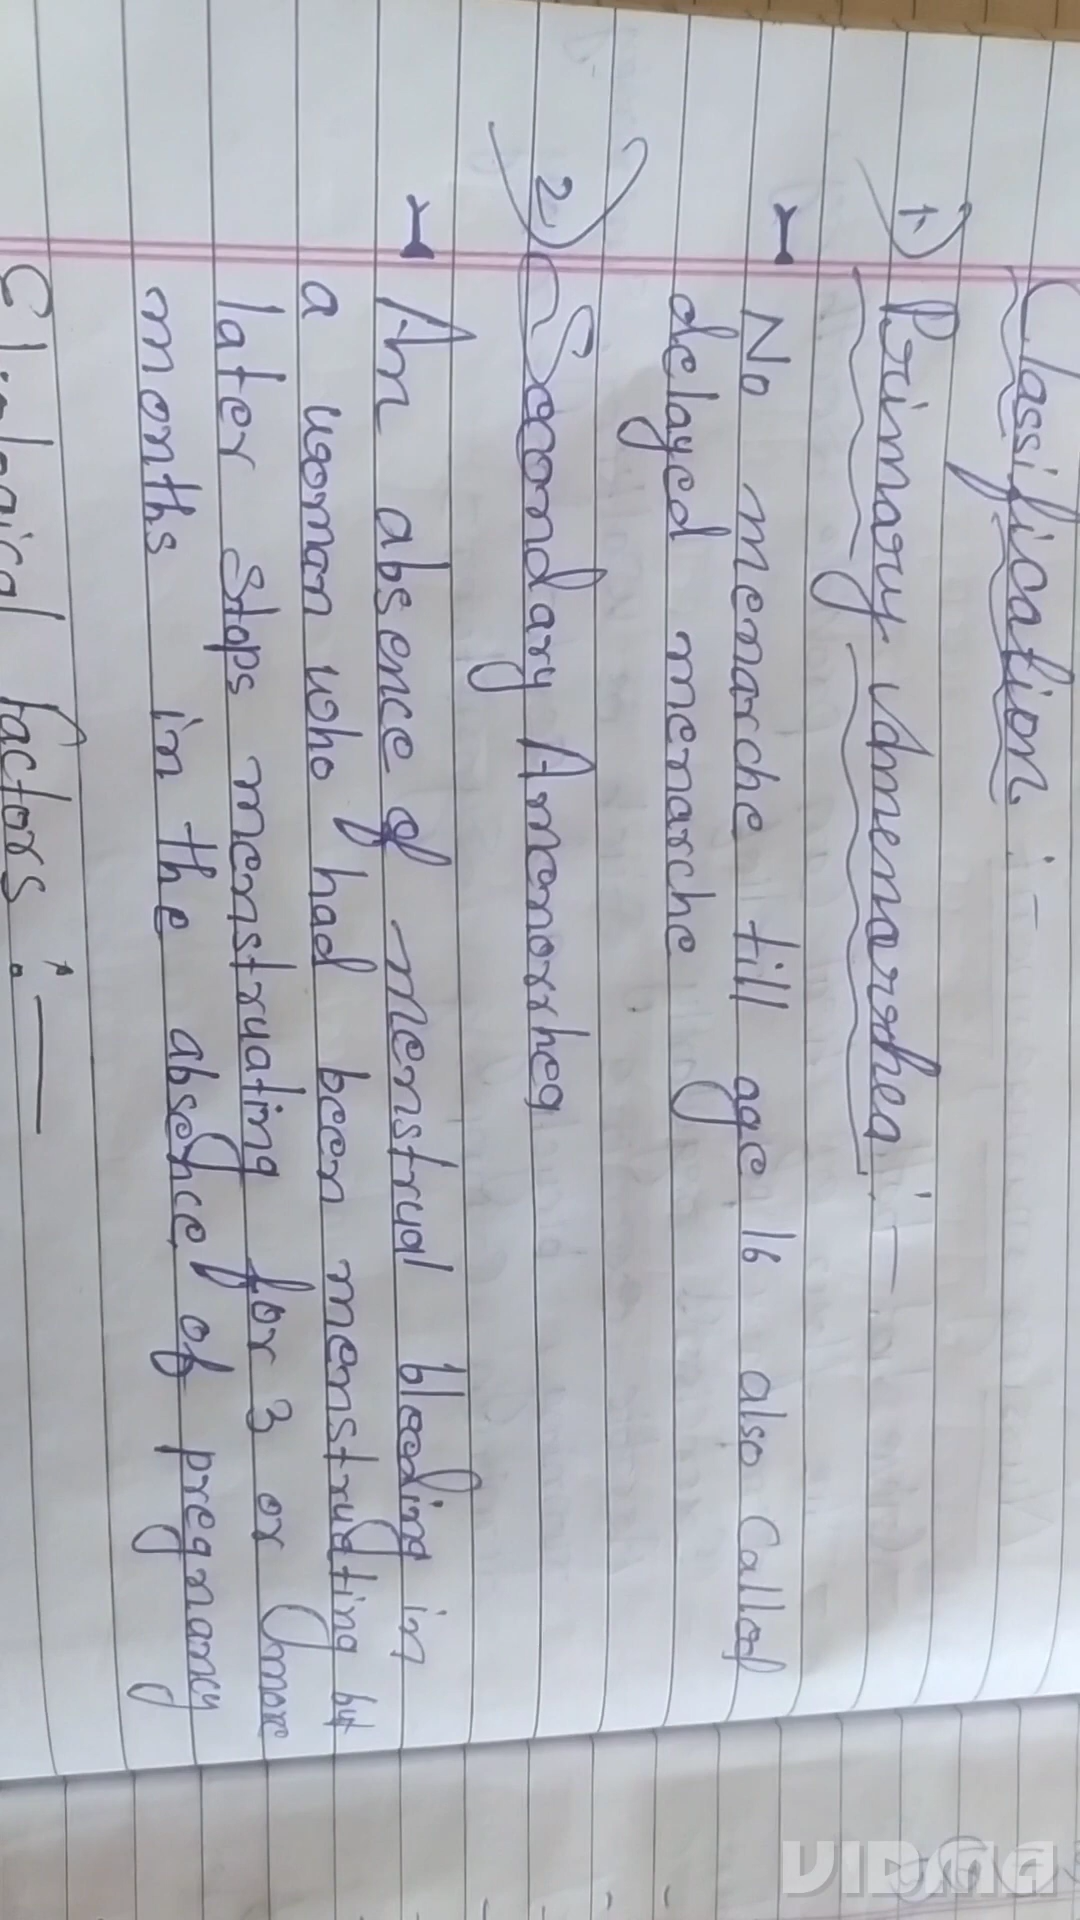 Classification :-
1) Primary Amenorrhea :-
No menarche till age 16 also Called
delayed menarche
2) Secondary Amenorrhea
An absence of menstrual bleeding in
a woman who had been menstruating but
later Stops menstruating for 3 or more
months in the absence of pregnancy
factors :-
VIDMA